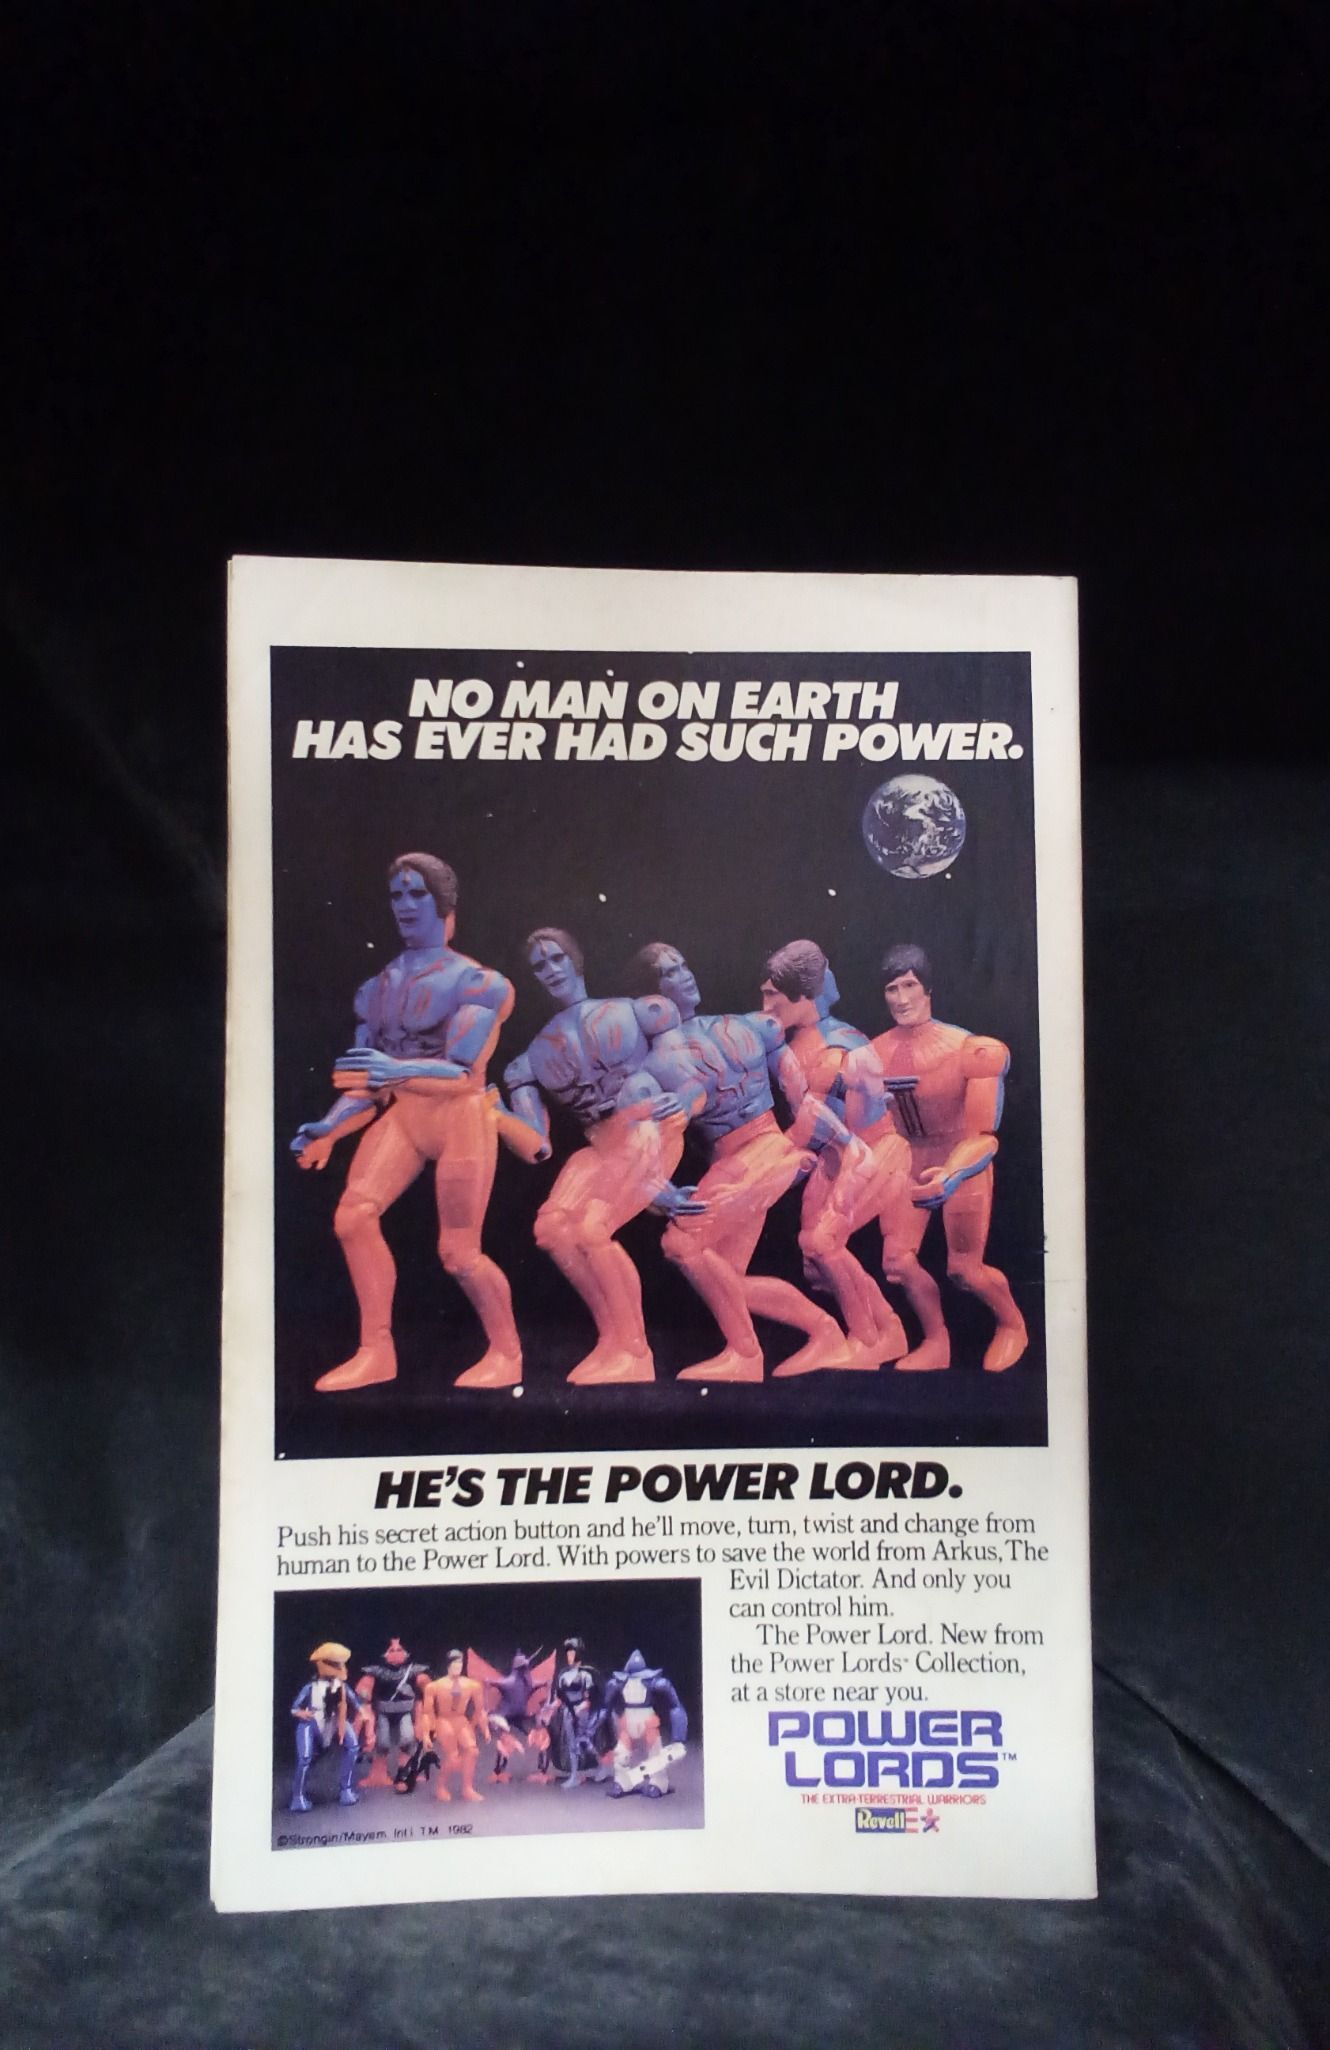 NO MAN ON EARTH
HAS EVER HAD SUCH POWER.
HE'S THE POWER LORD.
Push his secret action button and he'll move, turn, twist and change from
human to the Power Lord. With powers to save the world from Arkus, The
Evil Dictator. And only you
can control him.
The Power Lord. New from
the Power Lords™ Collection,
at a store near you.
POWER
LORDS™
THE EXTRA-TERRESTRIAL WARRIORS
Revell
©Strongin/Mayem Int'l TM 1982